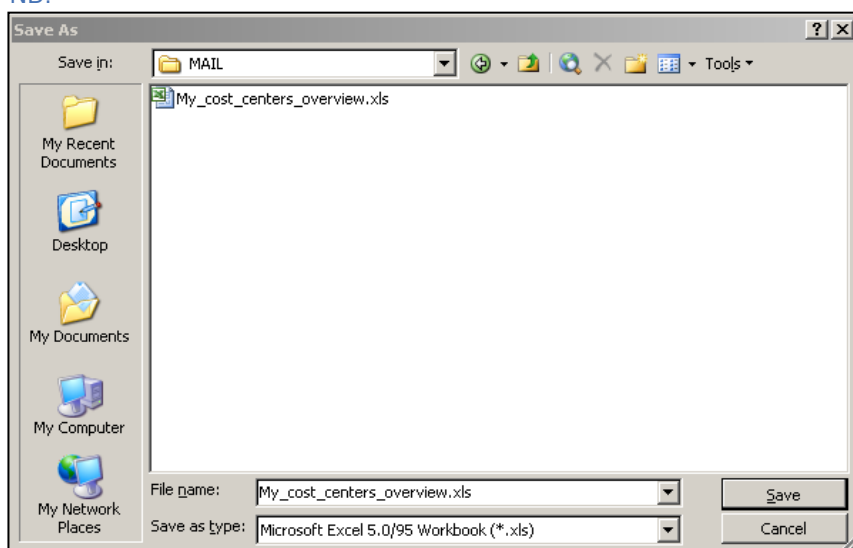 ND:
Save As
Save in:
MAIL
Tools
My_cost_centers_overview.xls
My Recent
Documents
Desktop
My Documents
My Computer
My Network
Places
File name:
My_cost_centers_overview.xls
Save
Save as type:
Microsoft Excel 5.0/95 Workbook (*.xls)
Cancel